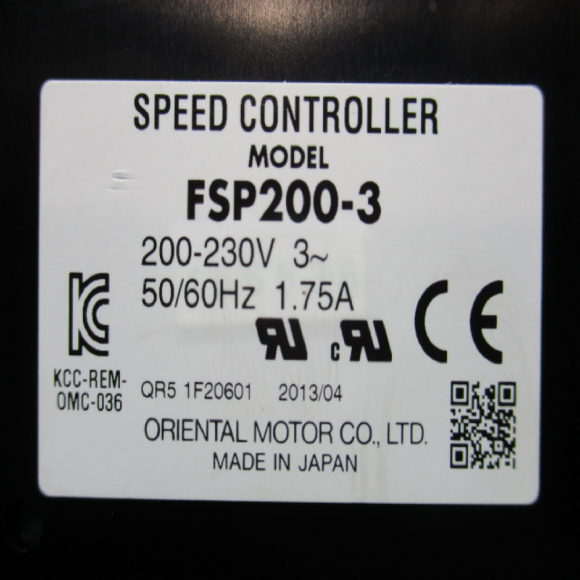 SPEED CONTROLLER
MODEL
FSP200-3
200-230V 3~
50/60Hz 1.75A
KCC-REM-
OMC-036
QR5 1F20601 2013/04
ORIENTAL MOTOR CO., LTD.
MADE IN JAPAN